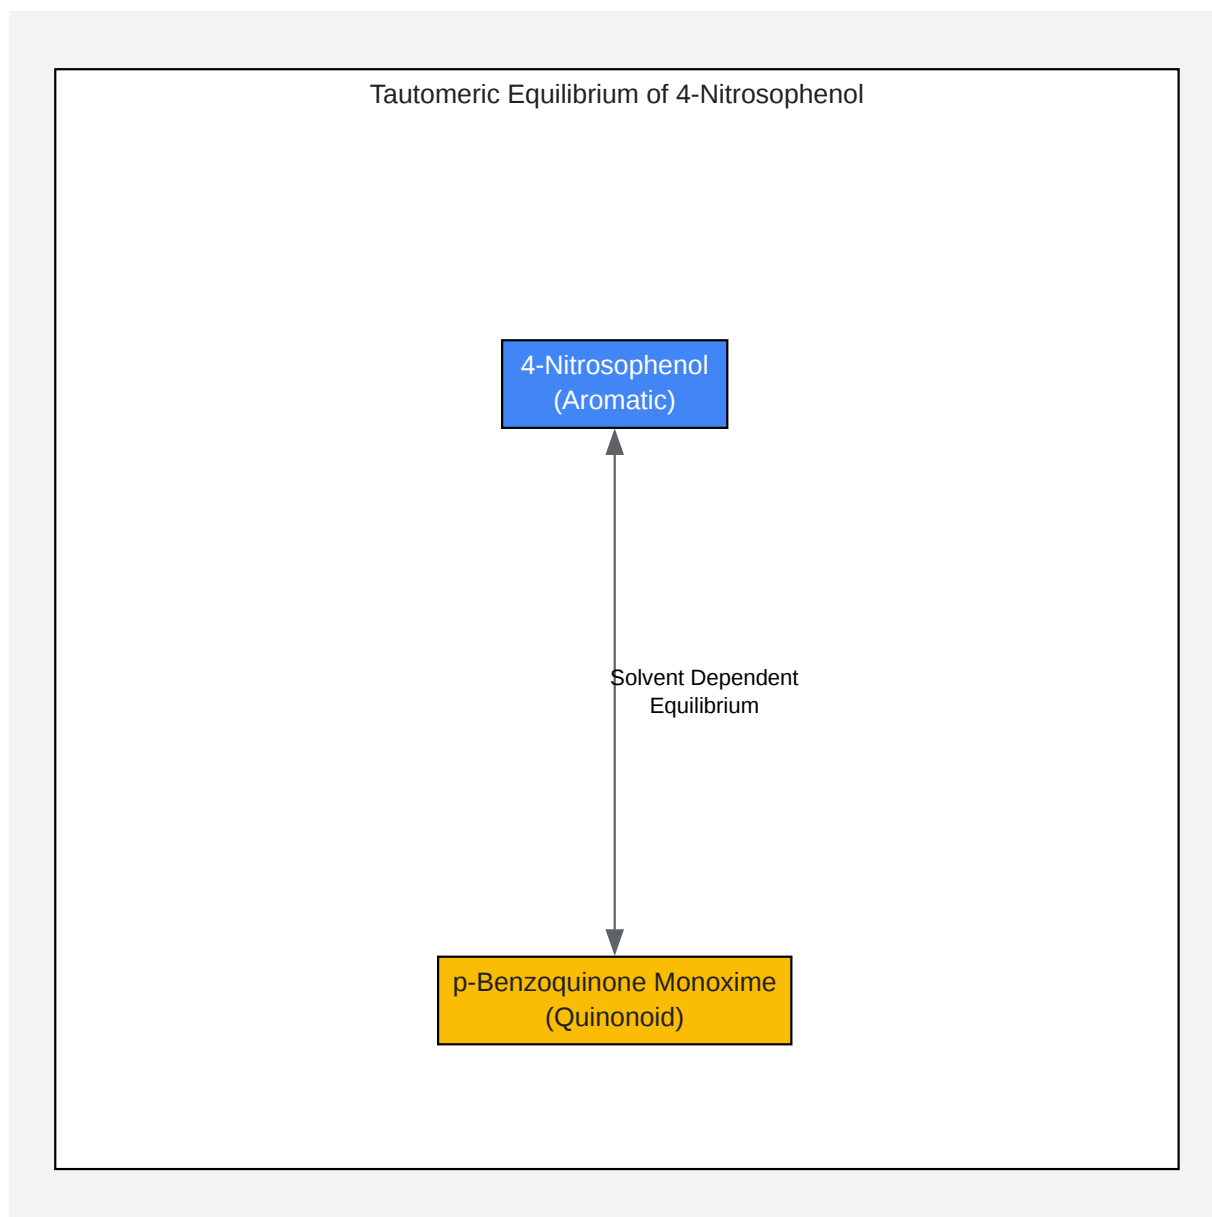 Tautomeric Equilibrium of 4-Nitrosophenol
4-Nitrosophenol
(Aromatic)
Solvent Dependent
Equilibrium
p-Benzoquinone Monoxime
(Quinonoid)